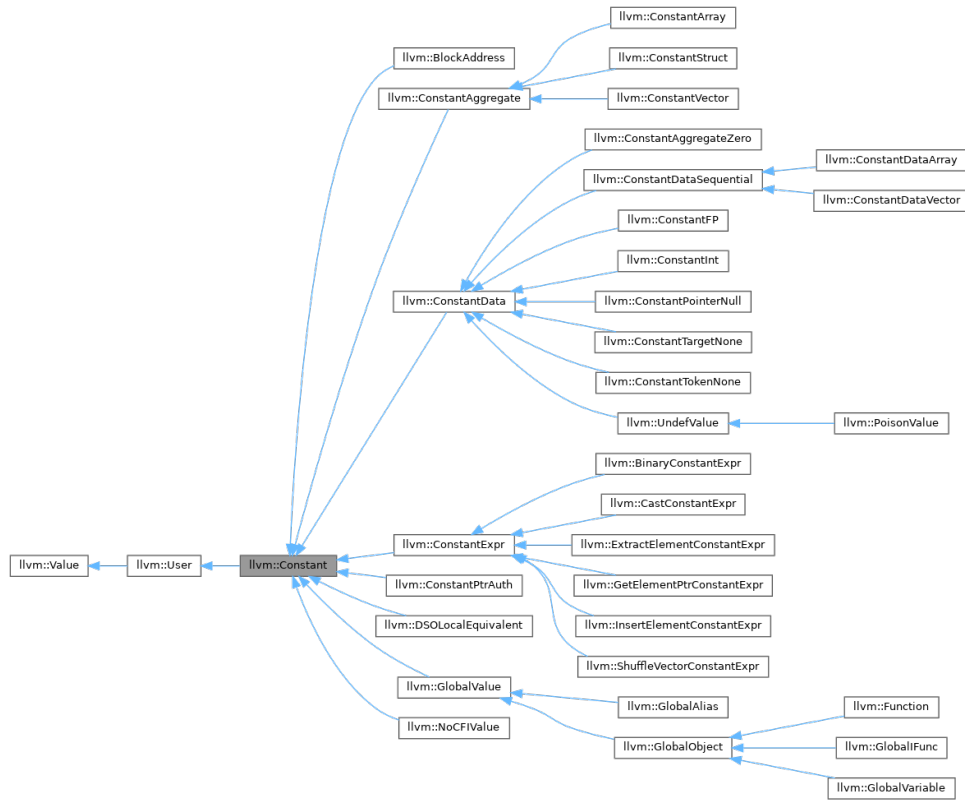 llvm::ConstantArray
llvm::BlockAddress
llvm::ConstantStruct
llvm::ConstantAggregate
llvm::ConstantVector
llvm::ConstantAggregateZero
llvm::ConstantDataArray
llvm::ConstantDataSequential
llvm::ConstantDataVector
llvm::ConstantFP
llvm::ConstantInt
llvm::ConstantData
llvm::ConstantPointerNull
llvm::ConstantTargetNone
llvm::ConstantTokenNone
llvm::UndefValue
llvm::PoisonValue
llvm::BinaryConstantExpr
llvm::CastConstantExpr
llvm::ConstantExpr
llvm::ExtractElementConstantExpr
llvm::Value
llvm::User
llvm::Constant
llvm::ConstantPtrAuth
llvm::GetElementPtrConstantExpr
llvm::DSOLocalEquivalent
llvm::InsertElementConstantExpr
llvm::ShuffleVectorConstantExpr
llvm::GlobalValue
llvm::GlobalAlias
llvm::Function
llvm::NoCFIValue
llvm::GlobalObject
llvm::GlobalIFunc
llvm::GlobalVariable